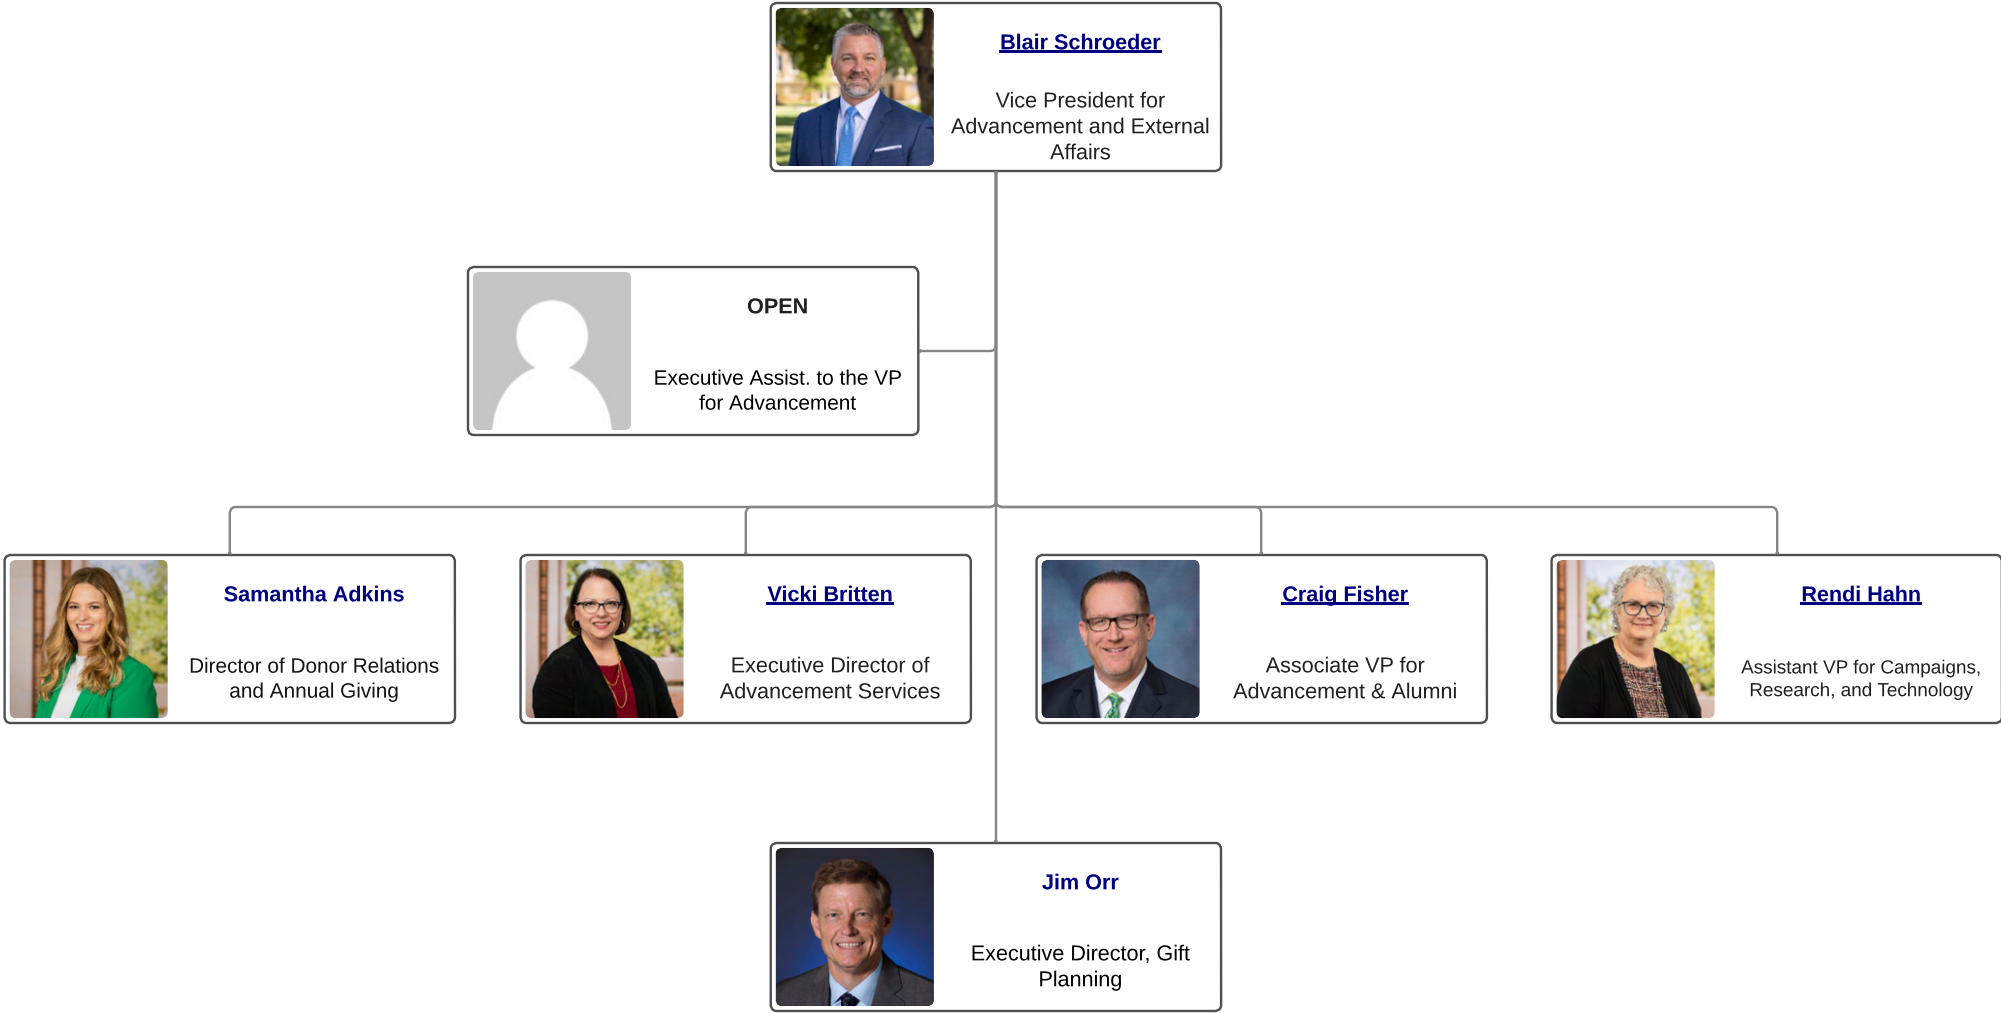 Blair Schroeder
Vice President for
Advancement and External
Affairs
OPEN
Executive Assist. to the VP
for Advancement
Samantha Adkins
Director of Donor Relations
and Annual Giving
Vicki Britten
Executive Director of
Advancement Services
Craig Fisher
Associate VP for
Advancement & Alumni
Rendi Hahn
Assistant VP for Campaigns,
Research, and Technology
Jim Orr
Executive Director, Gift
Planning